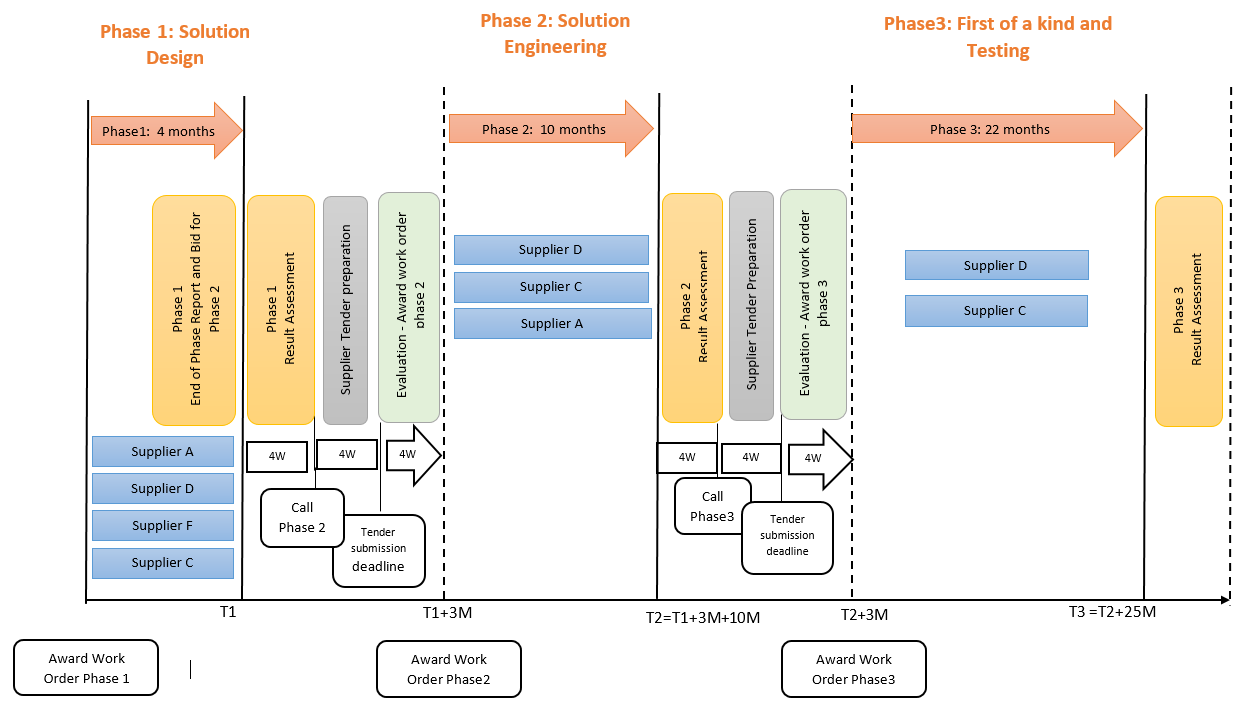 Phase 1: Solution
Design
Phase 2: Solution
Engineering
Phase3: First of a kind and
Testing
Phase1:  4 months
Phase 2:  10 months
Phase 3: 22 months
Phase 1
End of Phase Report and Bid for
Phase 2
Phase 1
Result Assessment
Supplier Tender preparation
Evaluation - Award work order
phase 2
Supplier D
Supplier C
Supplier A
Phase 2
Result Assessment
Supplier Tender Preparation
Evaluation - Award work order
phase 3
Supplier D
Supplier C
Phase 3
Result Assessment
Supplier A
Supplier D
Supplier F
Supplier C
4W
4W
4W
Call
Phase 2
Tender
submission
deadline
4W
4W
4W
Call
Phase3
Tender
submission
deadline
T1
T1+3M
T2=T1+3M+10M
T2+3M
T3 =T2+25M
Award Work
Order Phase 1
Award Work
Order Phase2
Award Work
Order Phase3